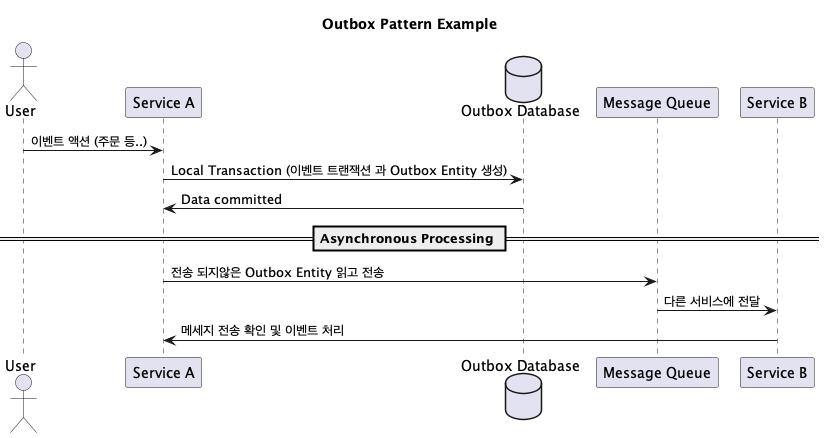 Outbox Pattern Example
User
Service A
Outbox Database
Message Queue
Service B
이벤트 액션 (주문 등..)
Local Transaction (이벤트 트랜잭션 과 Outbox Entity 생성)
Data committed
Asynchronous Processing
전송 되지않은 Outbox Entity 읽고 전송
다른 서비스에 전달
메세지 전송 확인 및 이벤트 처리
User
Service A
Outbox Database
Message Queue
Service B